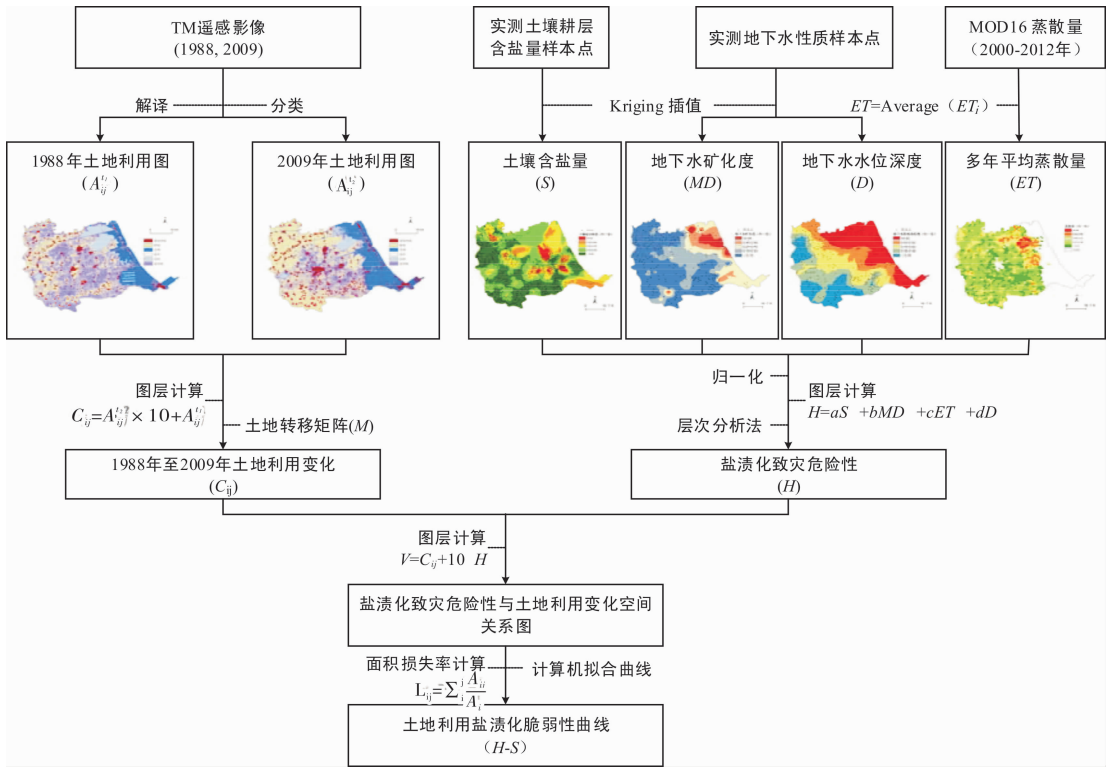 TM遥感影像
(1988, 2009)
实测土壤耕层
含盐量样本点
实测地下水性质样本点
MOD16 蒸散量
（2000-2012年）
解译
分类
Kriging 插值
ET=Average（ETi）
1988年土地利用图
2009年土地利用图
土壤含盐量
(S)
地下水矿化度
(MD)
地下水水位深度
(D)
多年平均蒸散量
(ET)
图层计算
土地转移矩阵(M)
归一化
图层计算
H=aS +bMD +cET +dD
层次分析法
1988年至2009年土地利用变化
(Cij)
盐渍化致灾危险性
(H)
图层计算
V=Cij+10 H
盐渍化致灾危险性与土地利用变化空间
关系图
面积损失率计算
计算机拟合曲线
土地利用盐渍化脆弱性曲线
（H-S）